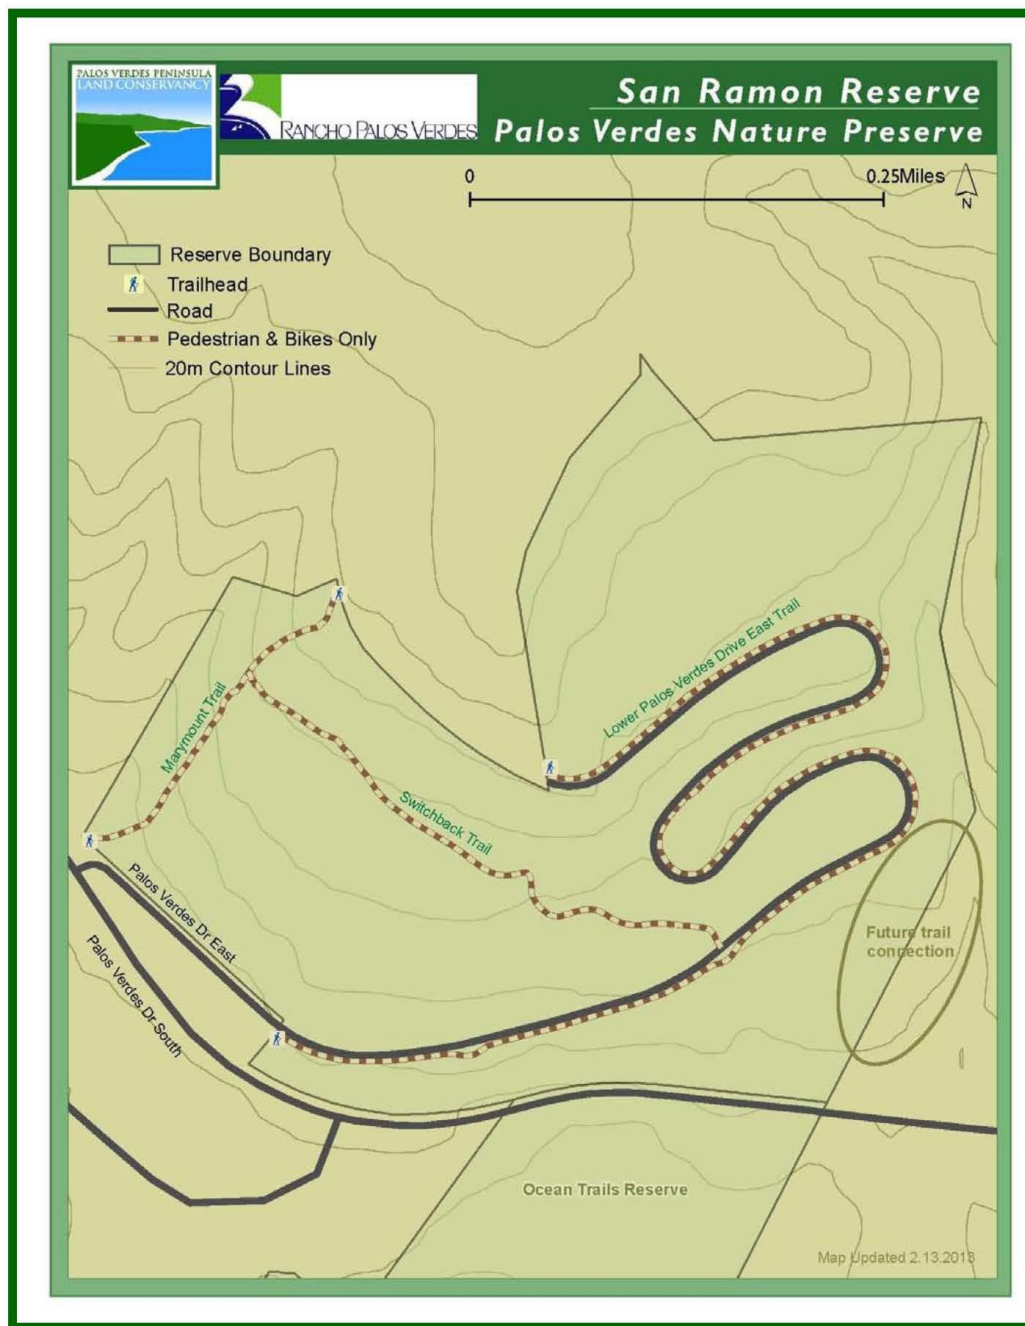 PALOS VERDES PENINSULA
LAND CONSERVANCY
RANCHO PALOS VERDES
San Ramon Reserve
Palos Verdes Nature Preserve
0
0.25Miles
N
Reserve Boundary
Trailhead
Road
Pedestrian & Bikes Only
20m Contour Lines
Lower Palos Verdes Drive East Trail
Marymount Trail
Switchback Trail
Palos Verdes Dr East
Palos Verdes Dr South
Future trail
connection
Ocean Trails Reserve
Map Updated 2.13.2013